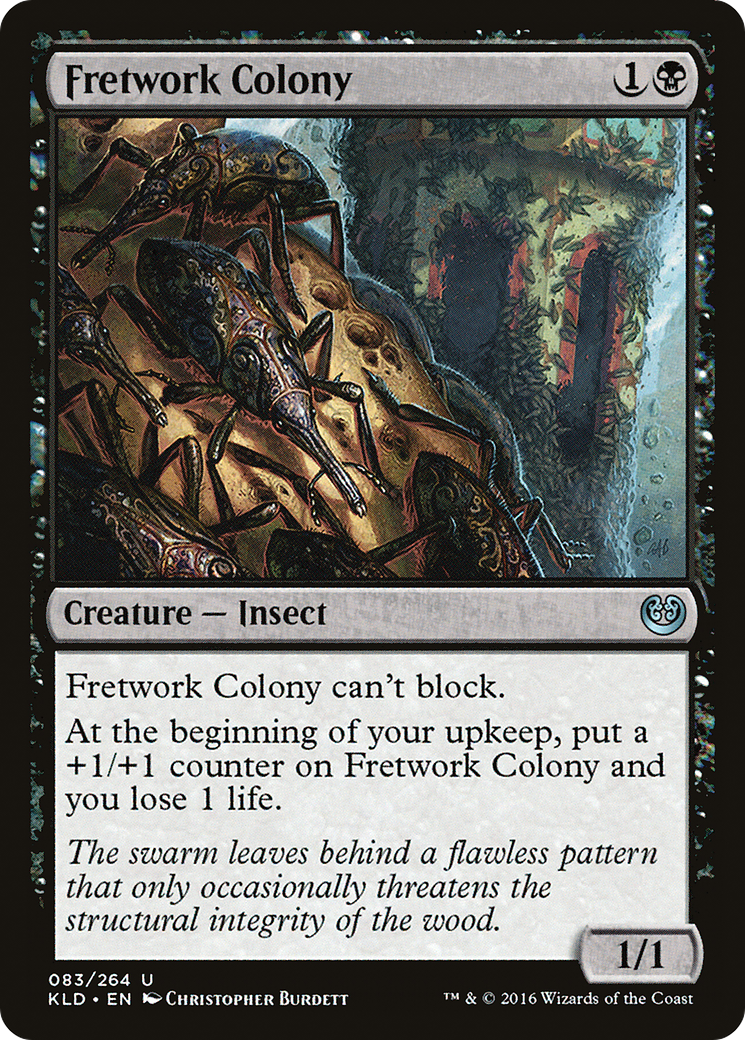 Fretwork Colony 1
Creature — Insect
Fretwork Colony can't block.
At the beginning of your upkeep, put a
+1/+1 counter on Fretwork Colony and
you lose 1 life.
The swarm leaves behind a flawless pattern
that only occasionally threatens the
structural integrity of the wood.
1/1
083/264 U
KLD • EN Christopher Burdett
™ & © 2016 Wizards of the Coast